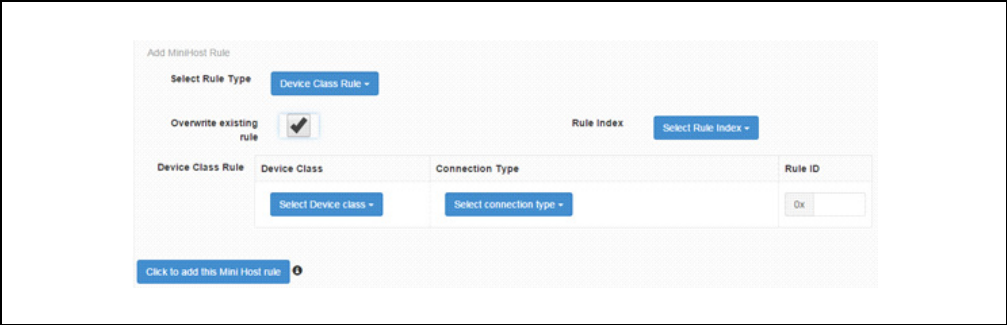 Add MiniHost Rule
Select Rule Type Device Class Rule
Overwrite existing rule Rule Index Select Rule Index
Device Class Rule Device Class Connection Type Rule ID
Select Device class Select connection type 0x
Click to add this Mini Host rule